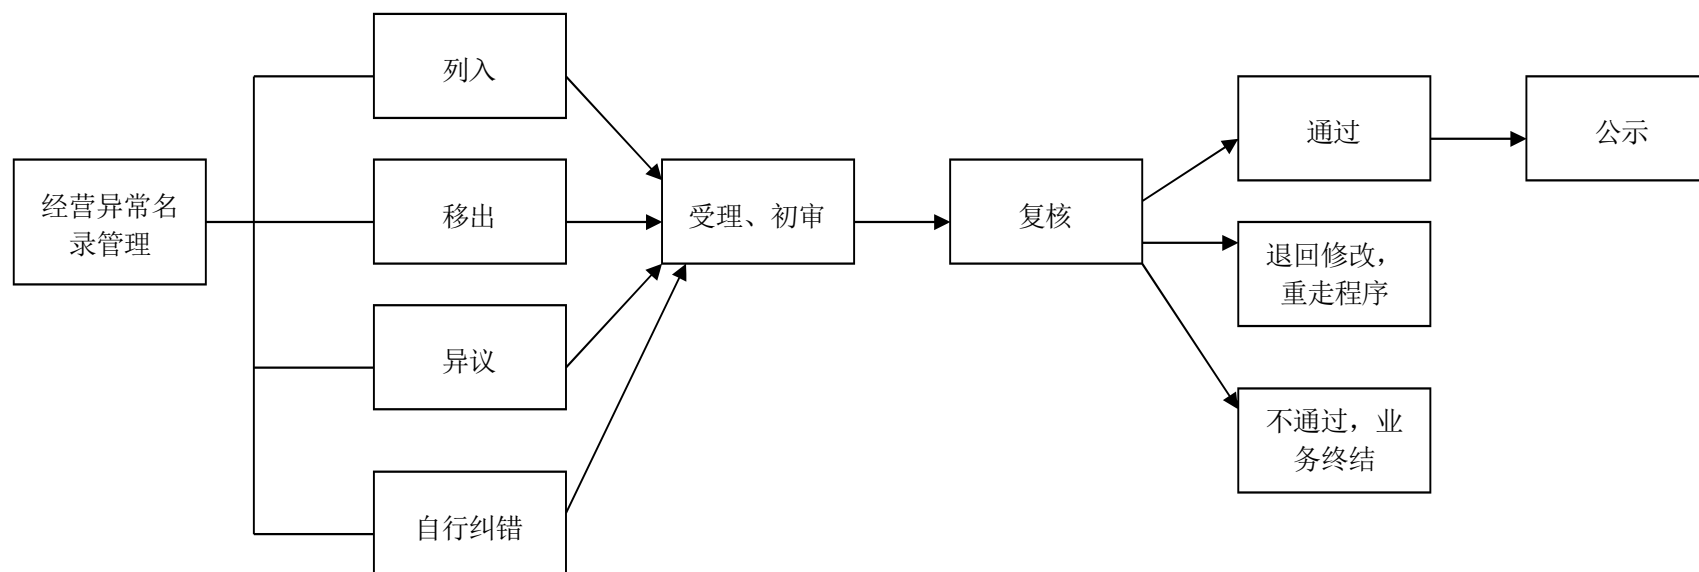 经营异常名
录管理
列入
移出
异议
自行纠错
受理、初审
复核
通过
退回修改，
重走程序
不通过，业
务终结
公示